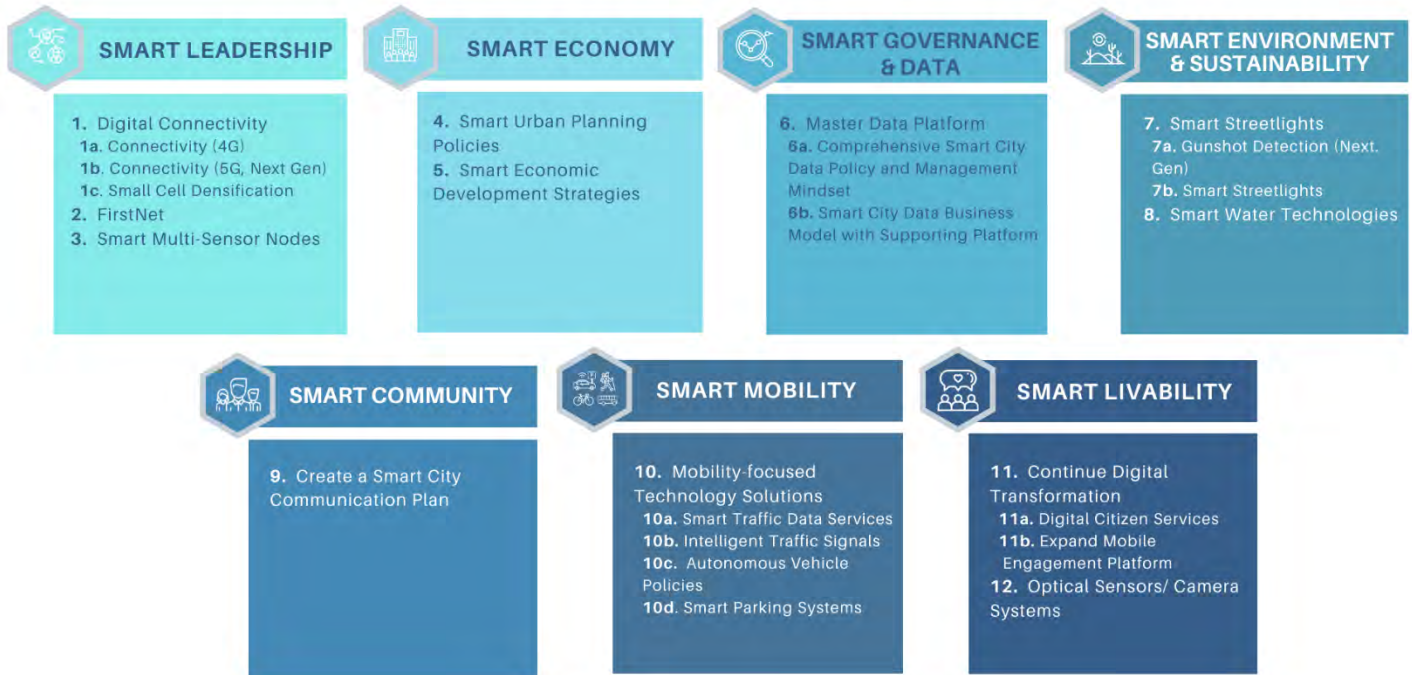 SMART LEADERSHIP
1. Digital Connectivity
1a. Connectivity (4G)
1b. Connectivity (5G, Next Gen)
1c. Small Cell Densification
2. FirstNet
3. Smart Multi-Sensor Nodes
SMART ECONOMY
4. Smart Urban Planning
Policies
5. Smart Economic
Development Strategies
SMART GOVERNANCE
& DATA
6. Master Data Platform
6a. Comprehensive Smart City
Data Policy and Management
Mindset
6b. Smart City Data Business
Model with Supporting Platform
SMART ENVIRONMENT
& SUSTAINABILITY
7. Smart Streetlights
7a. Gunshot Detection (Next.
Gen)
7b. Smart Streetlights
8. Smart Water Technologies
SMART COMMUNITY
9. Create a Smart City
Communication Plan
SMART MOBILITY
10. Mobility-focused
Technology Solutions
10a. Smart Traffic Data Services
10b. Intelligent Traffic Signals
10c. Autonomous Vehicle
Policies
10d. Smart Parking Systems
SMART LIVABILITY
11. Continue Digital
Transformation
11a. Digital Citizen Services
11b. Expand Mobile
Engagement Platform
12. Optical Sensors/ Camera
Systems